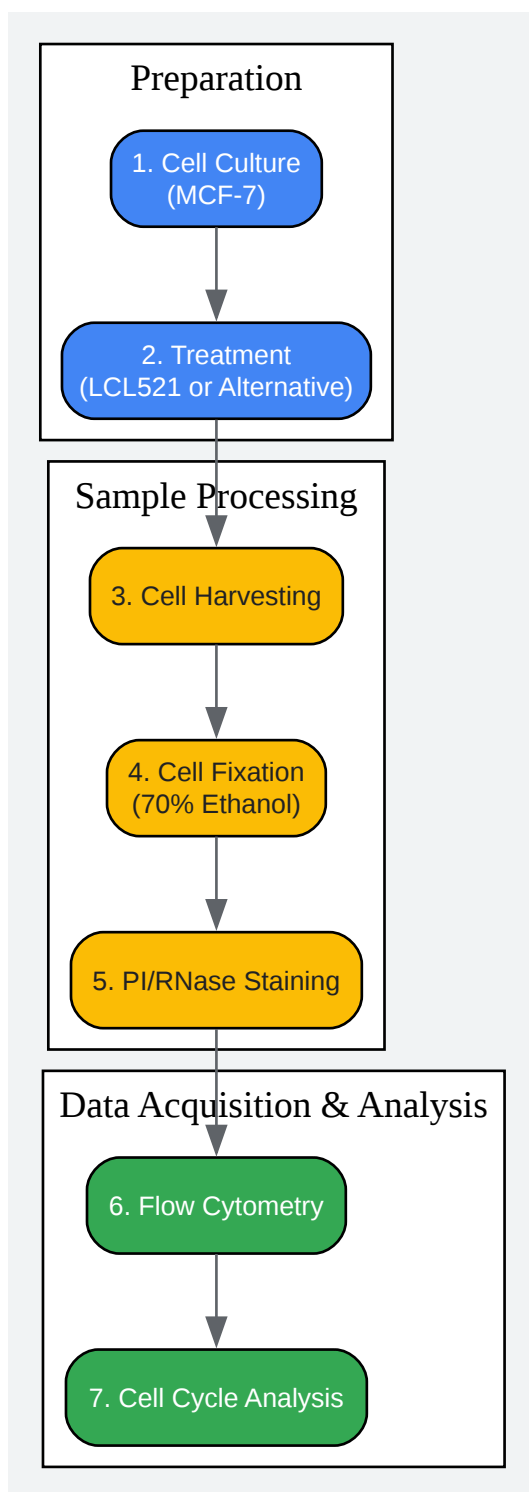 Preparation
1. Cell Culture
(MCF-7)
2. Treatment
(LCL521 or Alternative)
Sample Processing
3. Cell Harvesting
4. Cell Fixation
(70% Ethanol)
5. PI/RNase Staining
Data Acquisition & Analysis
6. Flow Cytometry
7. Cell Cycle Analysis